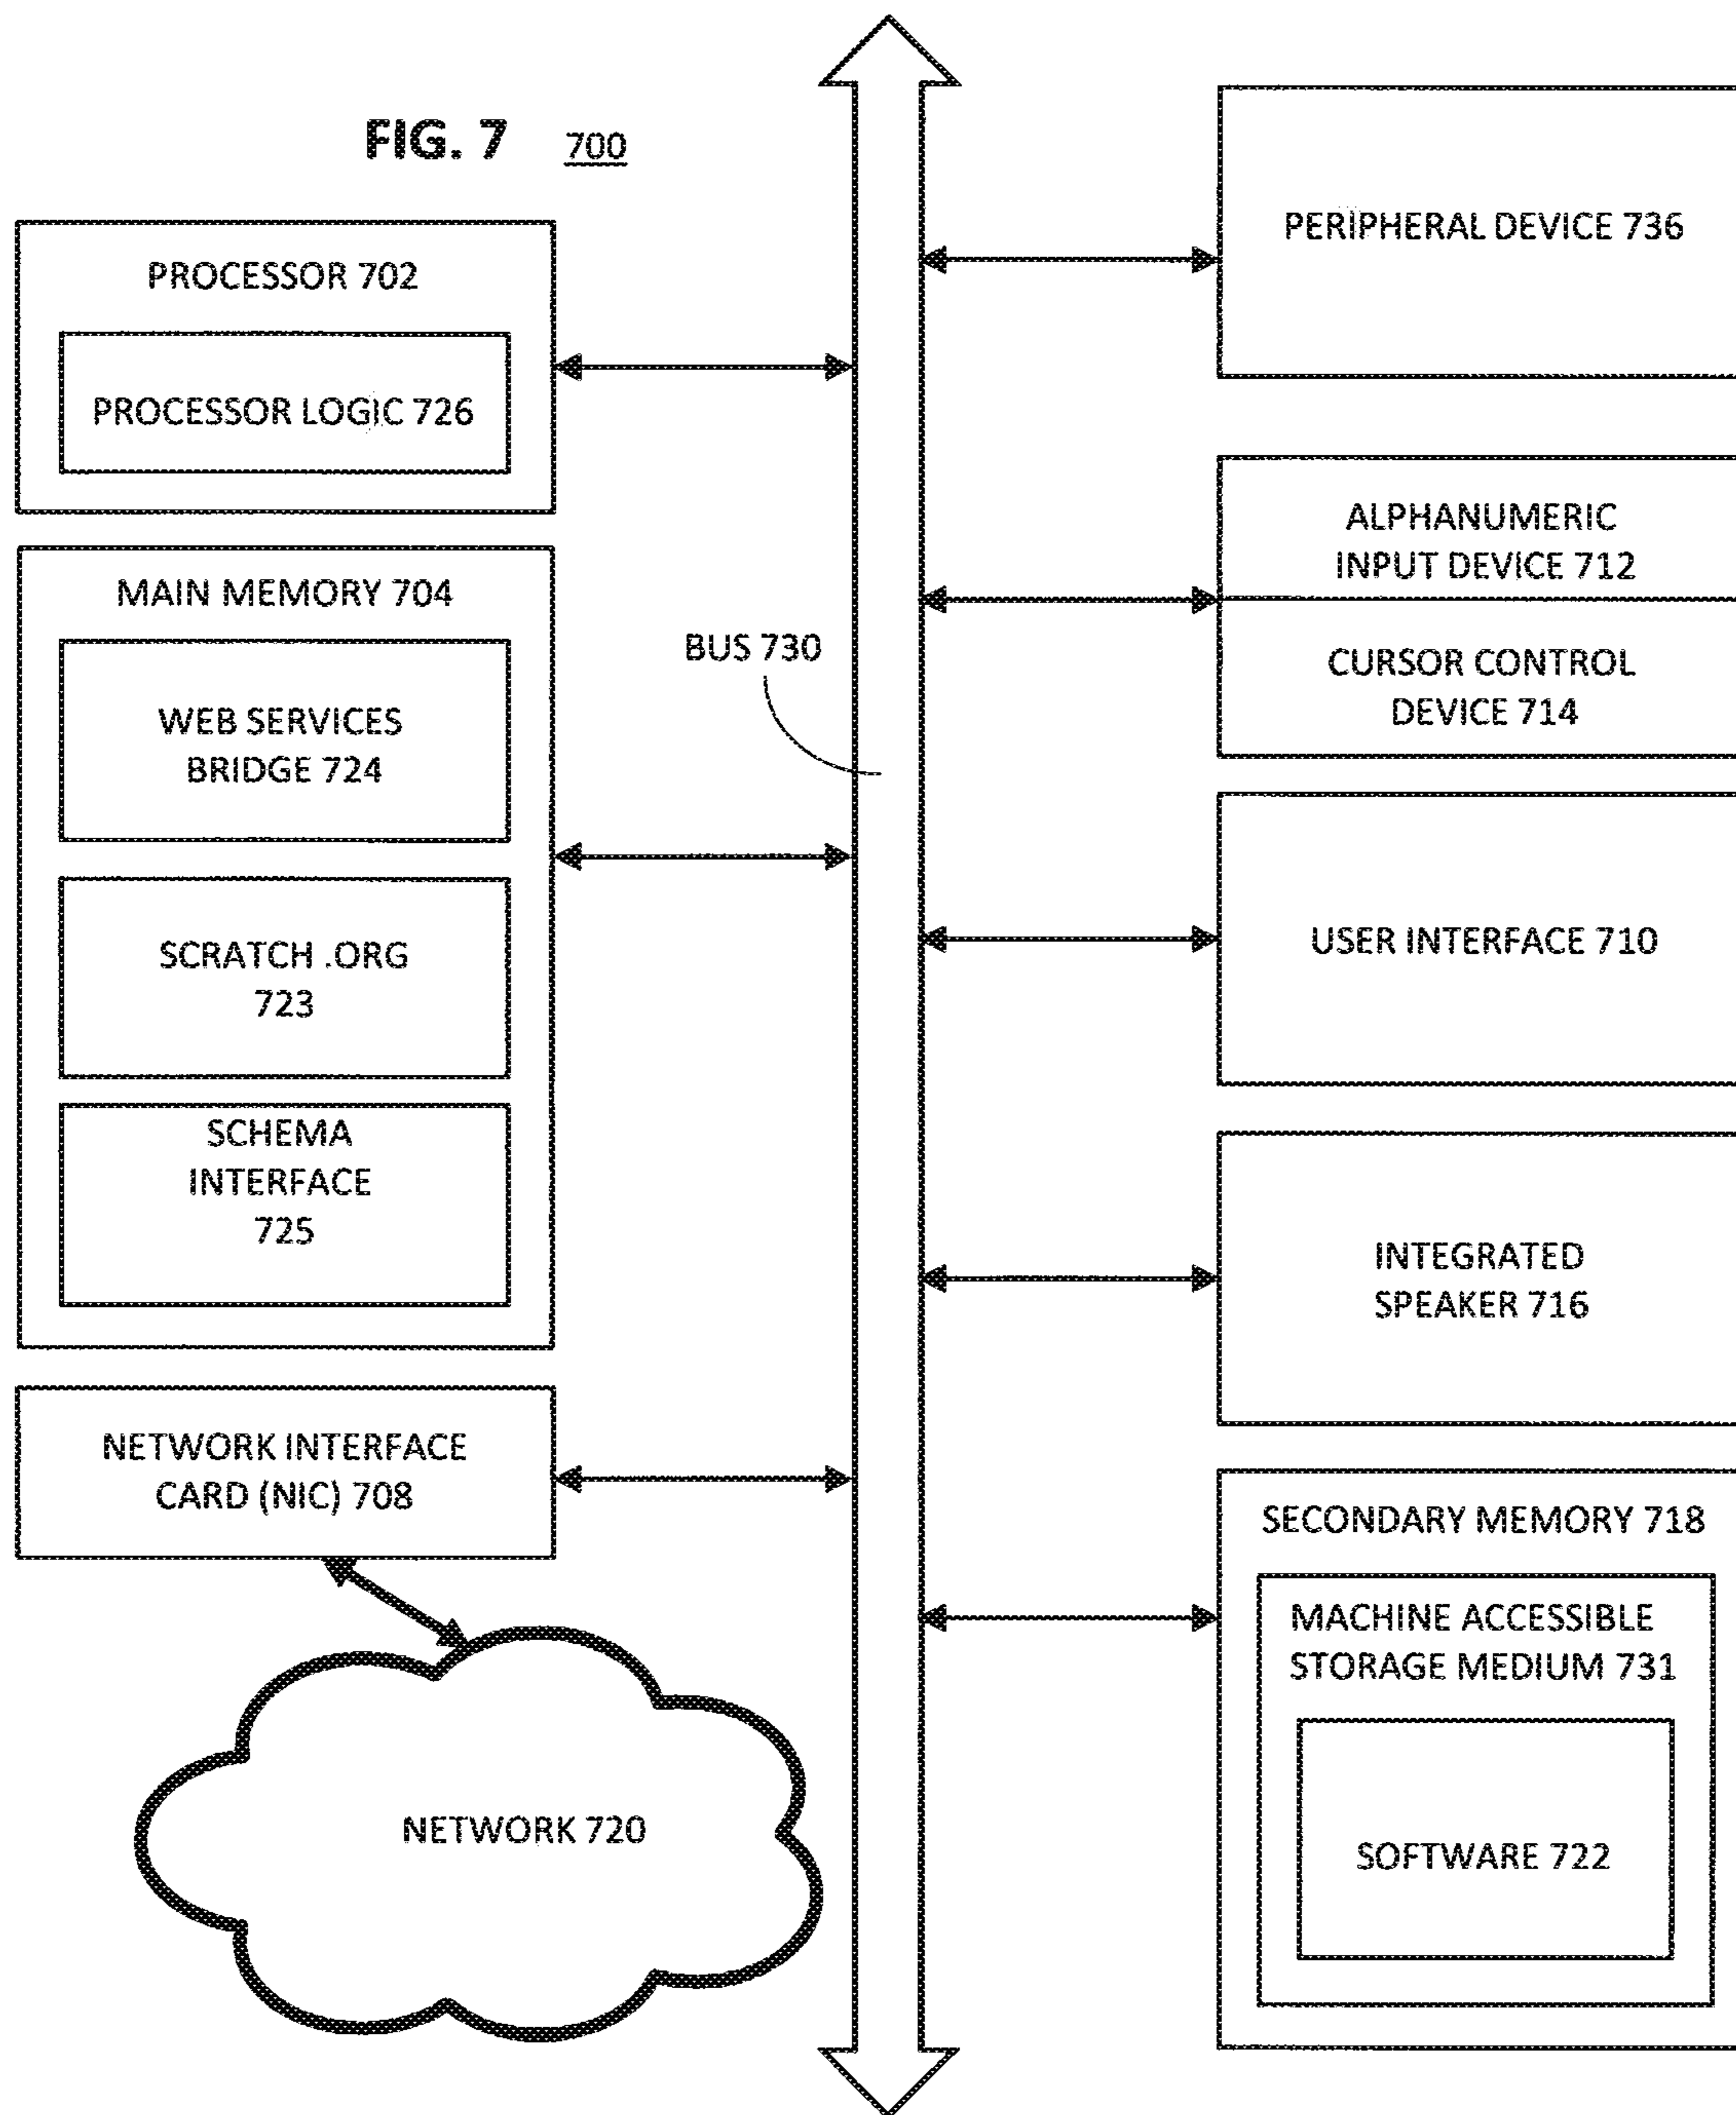 FIG. 7 700
PROCESSOR 702
PROCESSOR LOGIC 726
MAIN MEMORY 704
WEB SERVICES
BRIDGE 724
SCRATCH .ORG
723
SCHEMA
INTERFACE
725
NETWORK INTERFACE
CARD (NIC) 708
NETWORK 720
BUS 730
PERIPHERAL DEVICE 736
ALPHANUMERIC
INPUT DEVICE 712
CURSOR CONTROL
DEVICE 714
USER INTERFACE 710
INTEGRATED
SPEAKER 716
SECONDARY MEMORY 718
MACHINE ACCESSIBLE
STORAGE MEDIUM 731
SOFTWARE 722